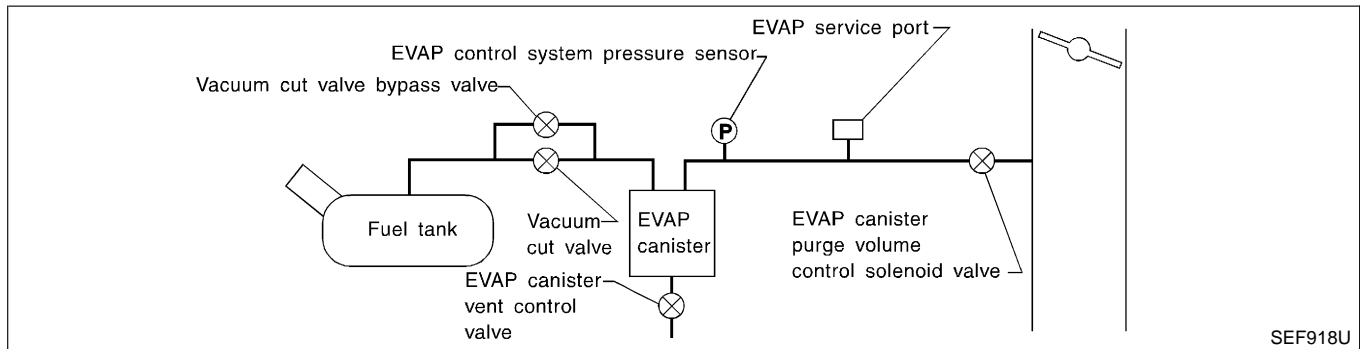 EVAP service port
EVAP control system pressure sensor
Vacuum cut valve bypass valve
P
Fuel tank
Vacuum
cut valve
EVAP
canister
EVAP canister
purge volume
control solenoid valve
EVAP canister
vent control
valve
SEF918U